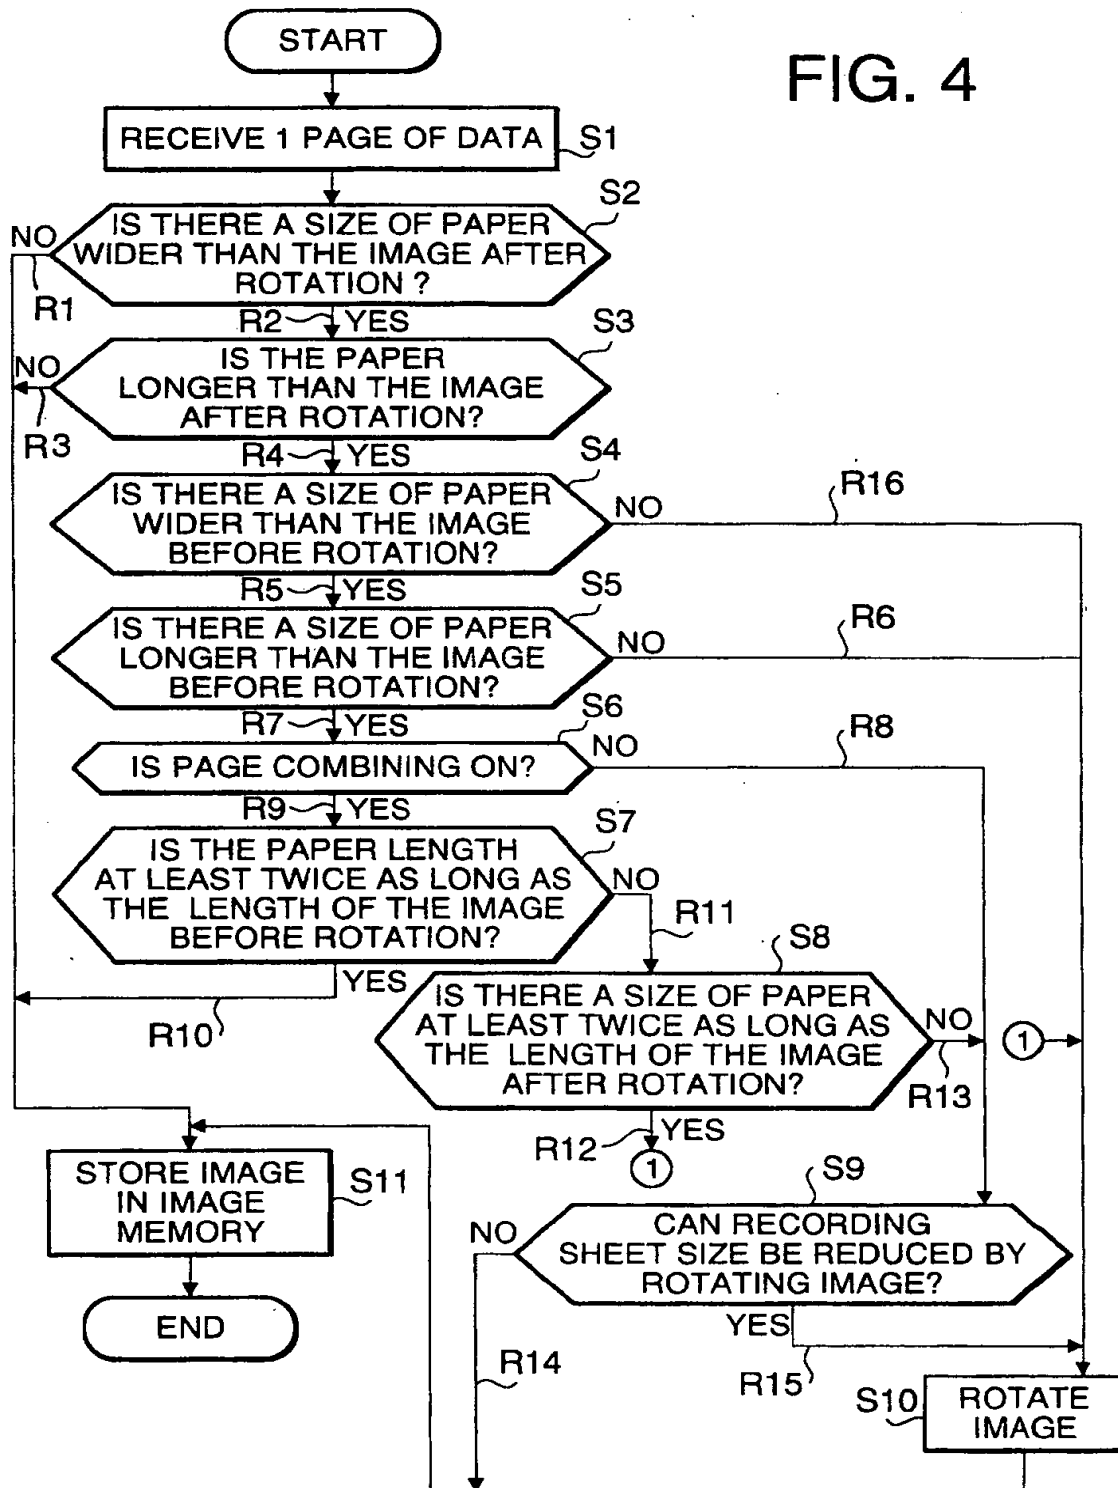 START
FIG. 4
RECEIVE 1 PAGE OF DATA
S1
S2
IS THERE A SIZE OF PAPER
WIDER THAN THE IMAGE AFTER
ROTATION ?
NO
R1
R2
YES
S3
IS THE PAPER
LONGER THAN THE IMAGE
AFTER ROTATION?
NO
R3
R4
YES
S4
IS THERE A SIZE OF PAPER
WIDER THAN THE IMAGE
BEFORE ROTATION?
NO
R16
R5
YES
S5
IS THERE A SIZE OF PAPER
LONGER THAN THE IMAGE
BEFORE ROTATION?
NO
R6
R7
YES
S6
IS PAGE COMBINING ON?
NO
R8
R9
YES
S7
IS THE PAPER LENGTH
AT LEAST TWICE AS LONG AS
THE LENGTH OF THE IMAGE
BEFORE ROTATION?
NO
R11
YES
R10
S8
IS THERE A SIZE OF PAPER
AT LEAST TWICE AS LONG AS
THE LENGTH OF THE IMAGE
AFTER ROTATION?
NO
R13
1
R12
YES
1
STORE IMAGE
IN IMAGE
MEMORY
S11
END
S9
CAN RECORDING
SHEET SIZE BE REDUCED BY
ROTATING IMAGE?
NO
R14
YES
R15
S10
ROTATE
IMAGE